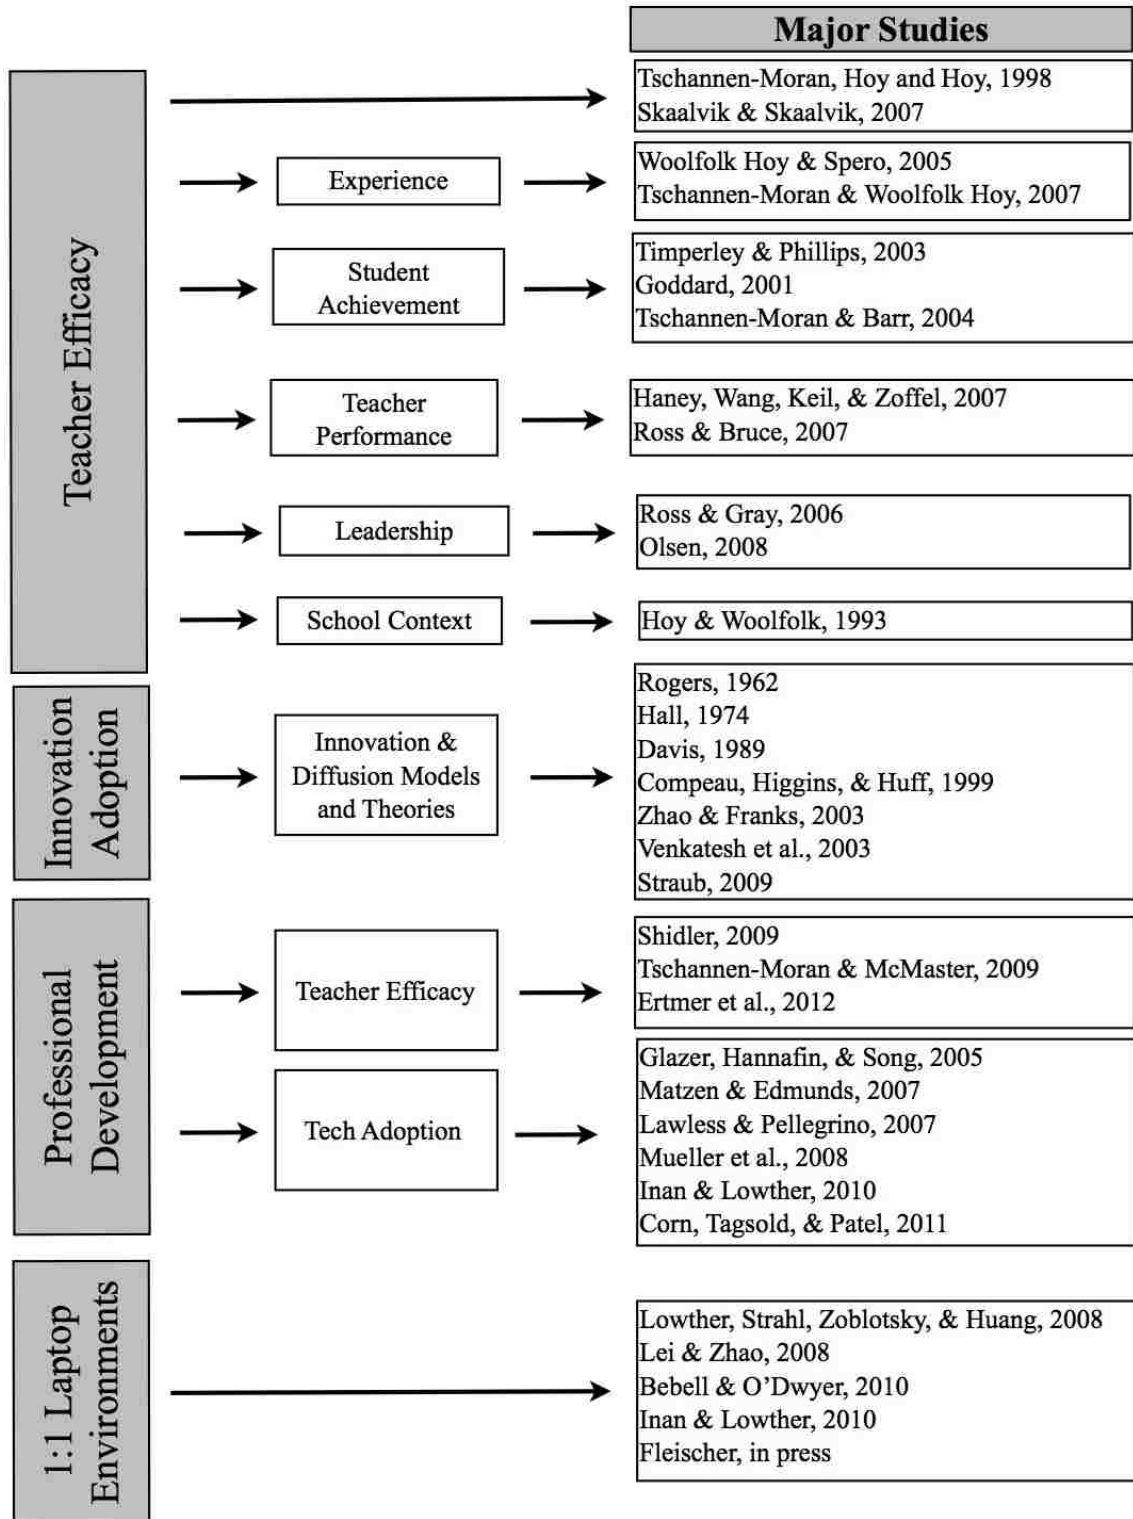 Major Studies
Teacher Efficacy
Tschannen-Moran, Hoy and Hoy, 1998
Skaalvik & Skaalvik, 2007
Experience
Woolfolk Hoy & Spero, 2005
Tschannen-Moran & Woolfolk Hoy, 2007
Student
Achievement
Timperley & Phillips, 2003
Goddard, 2001
Tschannen-Moran & Barr, 2004
Teacher
Performance
Haney, Wang, Keil, & Zoffel, 2007
Ross & Bruce, 2007
Leadership
Ross & Gray, 2006
Olsen, 2008
School Context
Hoy & Woolfolk, 1993
Innovation
Adoption
Innovation &
Diffusion Models
and Theories
Rogers, 1962
Hall, 1974
Davis, 1989
Compeau, Higgins, & Huff, 1999
Zhao & Franks, 2003
Venkatesh et al., 2003
Straub, 2009
Professional
Development
Teacher Efficacy
Shidler, 2009
Tschannen-Moran & McMaster, 2009
Ertmer et al., 2012
Tech Adoption
Glazer, Hannafin, & Song, 2005
Matzen & Edmunds, 2007
Lawless & Pellegrino, 2007
Mueller et al., 2008
Inan & Lowther, 2010
Corn, Tagsold, & Patel, 2011
1:1 Laptop
Environments
Lowther, Strahl, Zoblotsky, & Huang, 2008
Lei & Zhao, 2008
Bebell & O’Dwyer, 2010
Inan & Lowther, 2010
Fleischer, in press